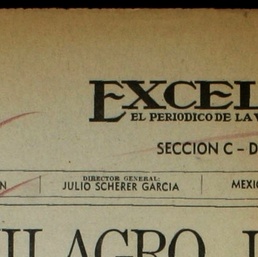 EXCEL
EL PERIODICO DE LA V
SECCION C - D
N
DIRECTOR GENERAL:
JULIO SCHERER GARCIA
MEXIC
ILAGRO